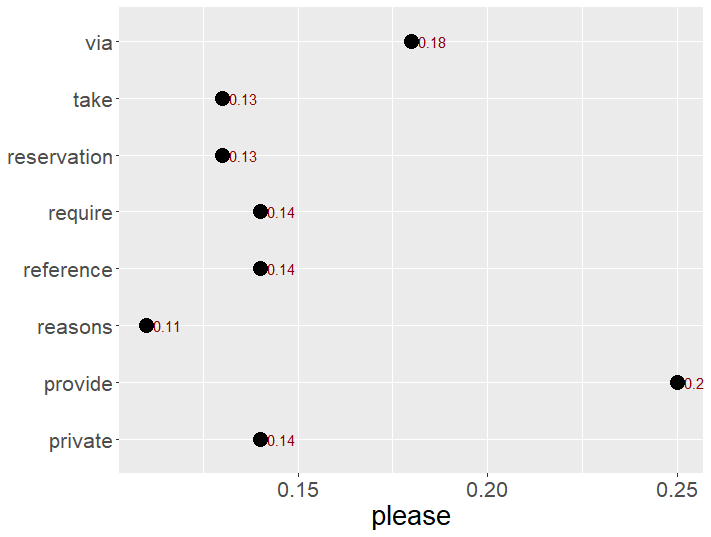 via 0.18
take 0.13
reservation 0.13
require 0.14
reference 0.14
reasons 0.11
provide 0.2
private 0.14
0.15 0.20 0.25
please